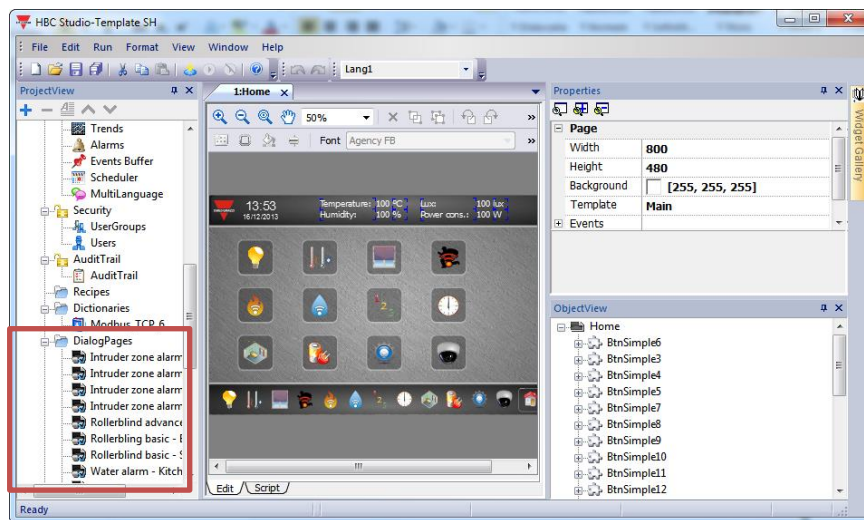 HBC Studio-Template SH
File Edit Run Format View Window Help
Lang1
ProjectView
Trends
Alarms
Events Buffer
Scheduler
MultiLanguage
Security
UserGroups
Users
AuditTrail
AuditTrail
Recipes
Dictionaries
Modbus_TCP_6
DialogPages
Intruder zone alarm
Intruder zone alarm
Intruder zone alarm
Intruder zone alarm
Rollerblind advance
Rollerbling basic - E
Rollerblind basic - S
Water alarm - Kitch
1:Home
50%
Font Agency FB
13:53
16/12/2013
Temperature: 100 ºC Lux: 100 lux
Humidity: 100 % Power cons.: 100 W
Edit Script
Properties
Page
Width 800
Height 480
Background [255, 255, 255]
Template Main
Events
ObjectView
Home
BtnSimple6
BtnSimple3
BtnSimple4
BtnSimple5
BtnSimple7
BtnSimple8
BtnSimple9
BtnSimple10
BtnSimple11
BtnSimple12
Widget Gallery
Ready